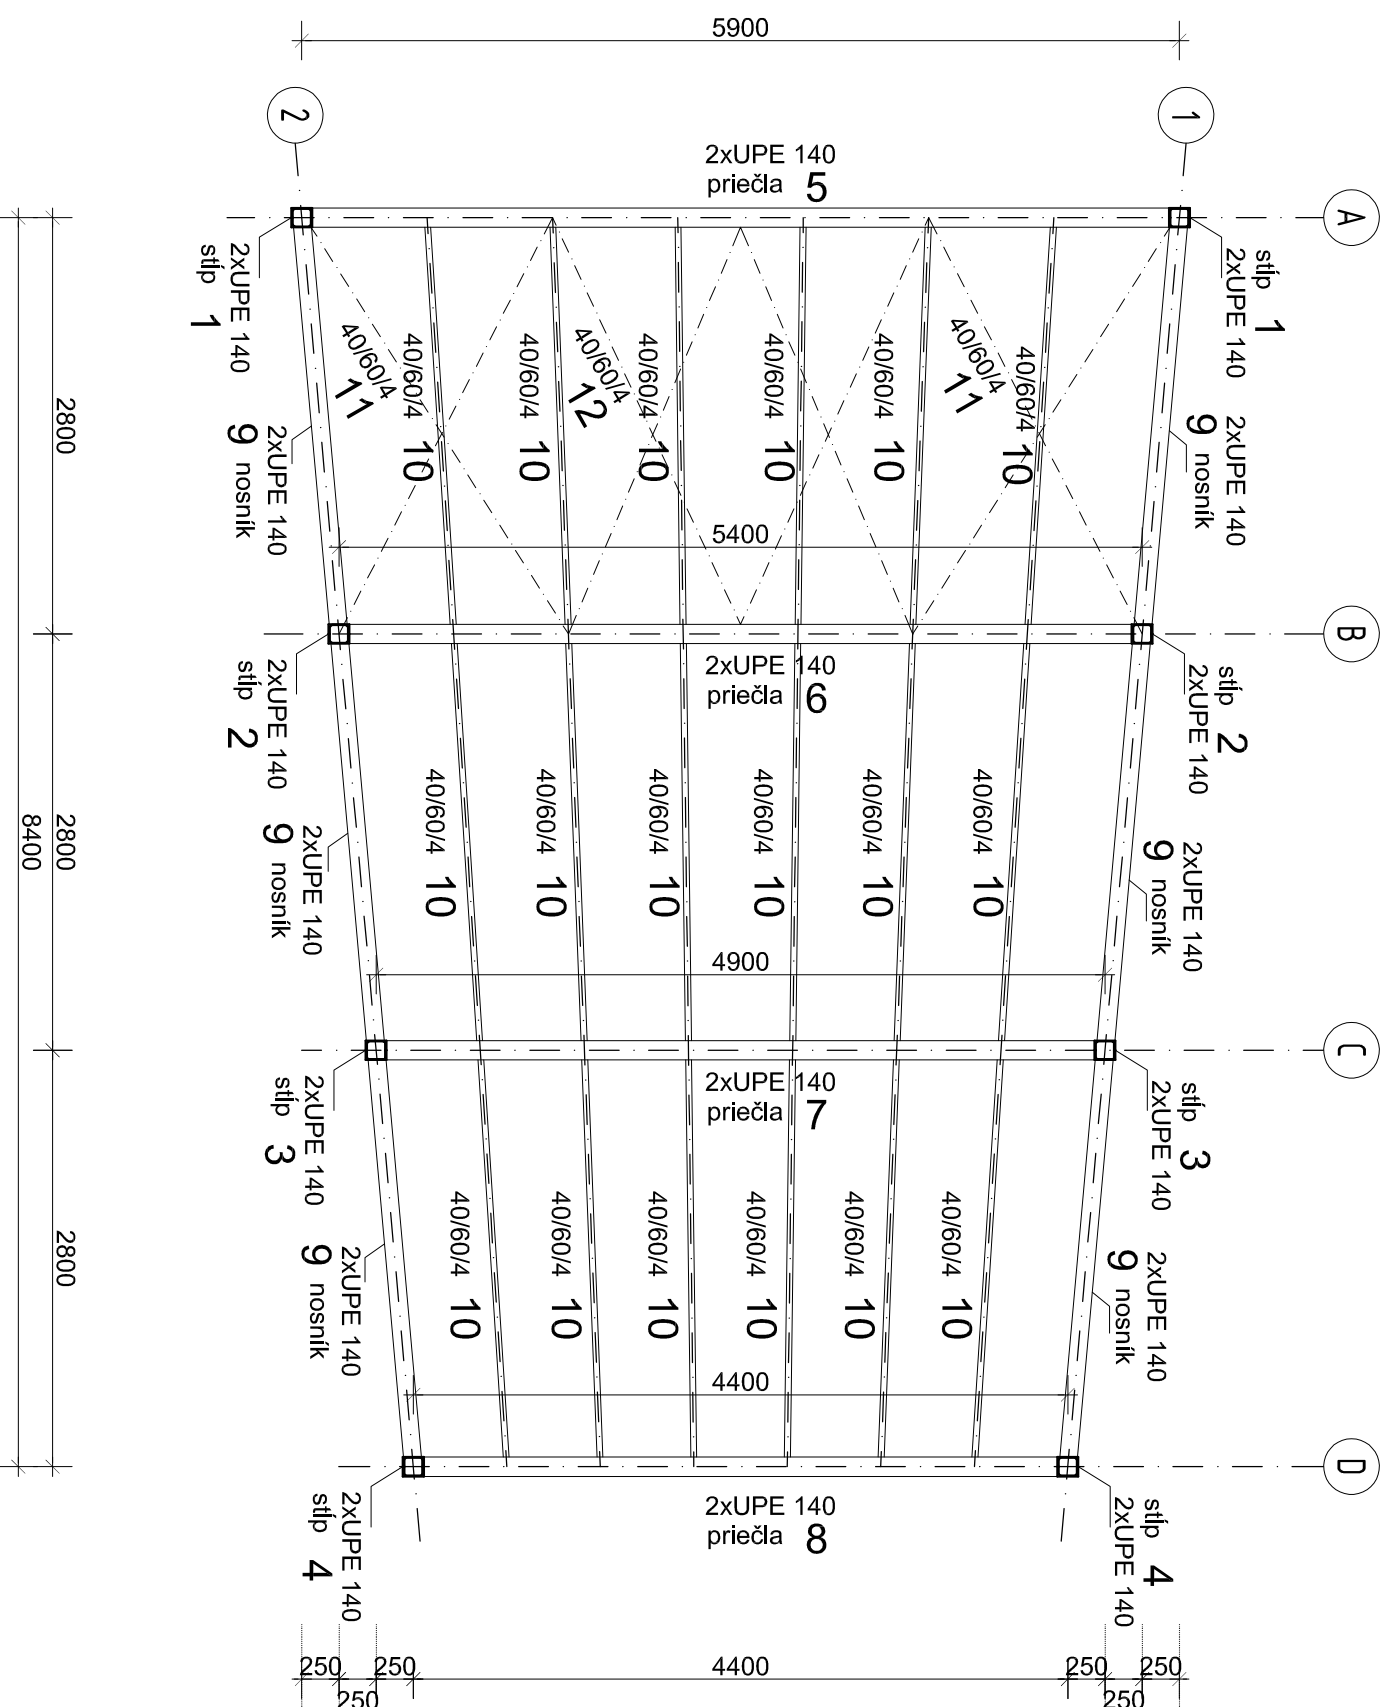 5900
2
1
2xUPE 140
priečla 5
A
2xUPE 140
stĺp 1
stĺp 1
2xUPE 140
40/60/4
11
40/60/4 10
40/60/4 10
40/60/4
12
40/60/4 10
40/60/4 10
40/60/4 10
40/60/4
11
40/60/4 10
2xUPE 140
9 nosník
2xUPE 140
9 nosník
2800
5400
B
2xUPE 140
priečla 6
2xUPE 140
stĺp 2
stĺp 2
2xUPE 140
40/60/4 10
40/60/4 10
40/60/4 10
40/60/4 10
40/60/4 10
40/60/4 10
2xUPE 140
9 nosník
2xUPE 140
9 nosník
2800
8400
4900
C
2xUPE 140
priečla 7
2xUPE 140
stĺp 3
stĺp 3
2xUPE 140
40/60/4 10
40/60/4 10
40/60/4 10
40/60/4 10
40/60/4 10
40/60/4 10
2xUPE 140
9 nosník
2xUPE 140
9 nosník
2800
4400
D
2xUPE 140
priečla 8
2xUPE 140
stĺp 4
stĺp 4
2xUPE 140
250
250
250
4400
250
250
250